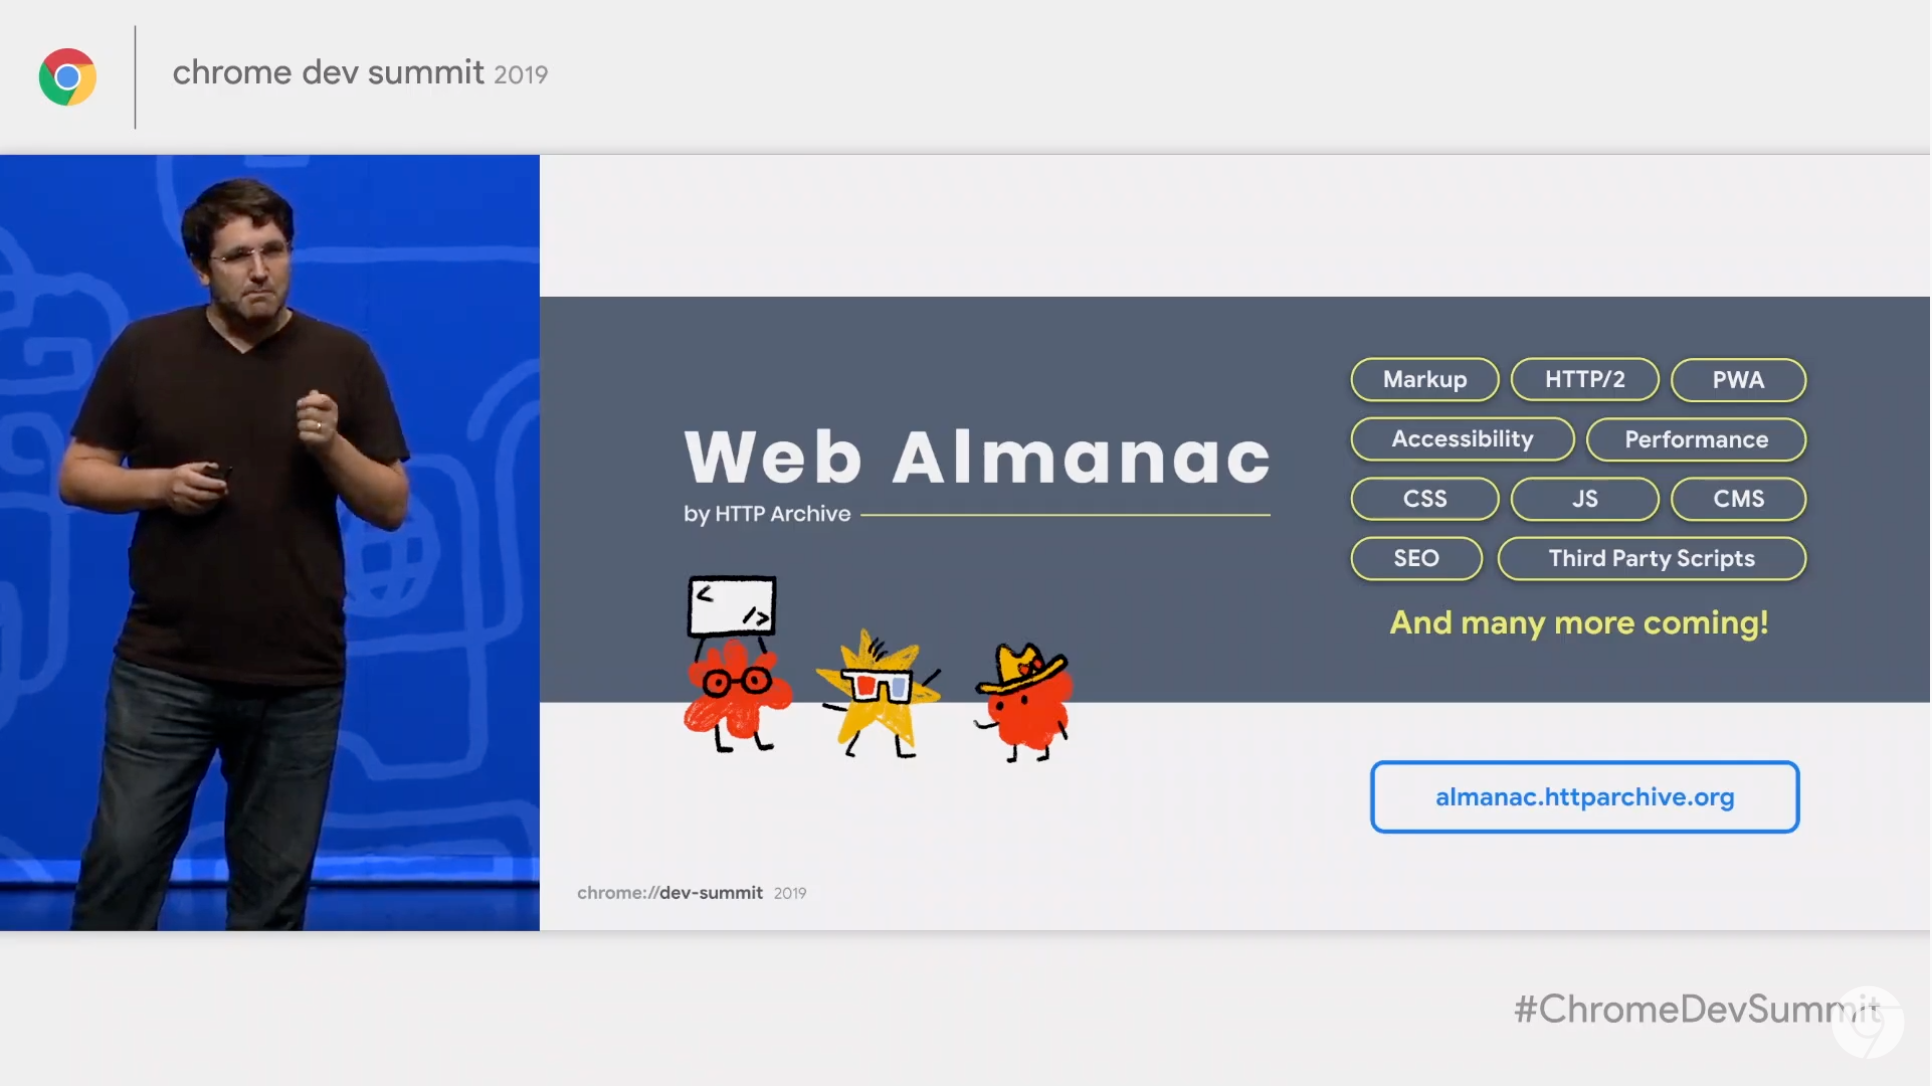 chrome dev summit 2019
Web Almanac
by HTTP Archive
< />
Markup HTTP/2 PWA
Accessibility Performance
CSS JS CMS
SEO Third Party Scripts
And many more coming!
almanac.httparchive.org
chrome://dev-summit 2019
#ChromeDevSummit